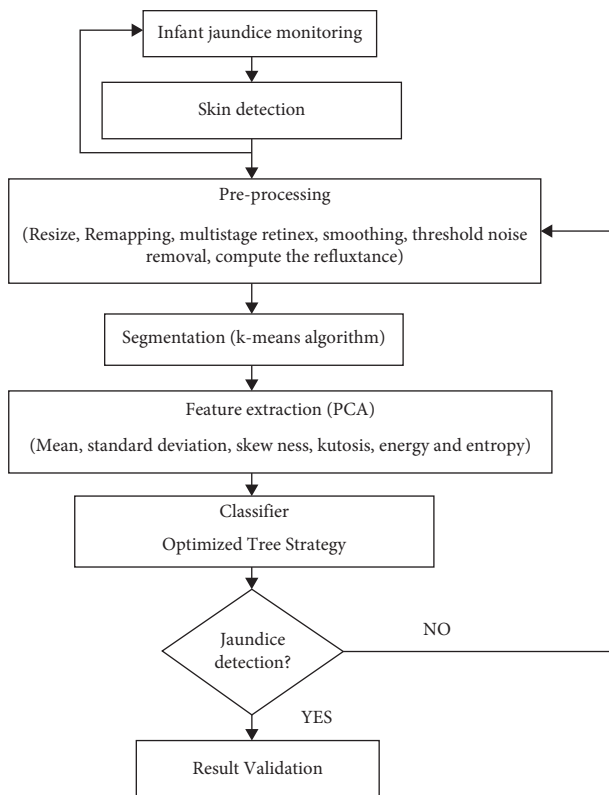 Infant jaundice monitoring
Skin detection
Pre-processing
(Resize, Remapping, multistage retinex, smoothing, threshold noise
removal, compute the refluxtance)
Segmentation (k-means algorithm)
Feature extraction (PCA)
(Mean, standard deviation, skew ness, kutosis, energy and entropy)
Classifier
Optimized Tree Strategy
Jaundice
detection?
NO
YES
Result Validation